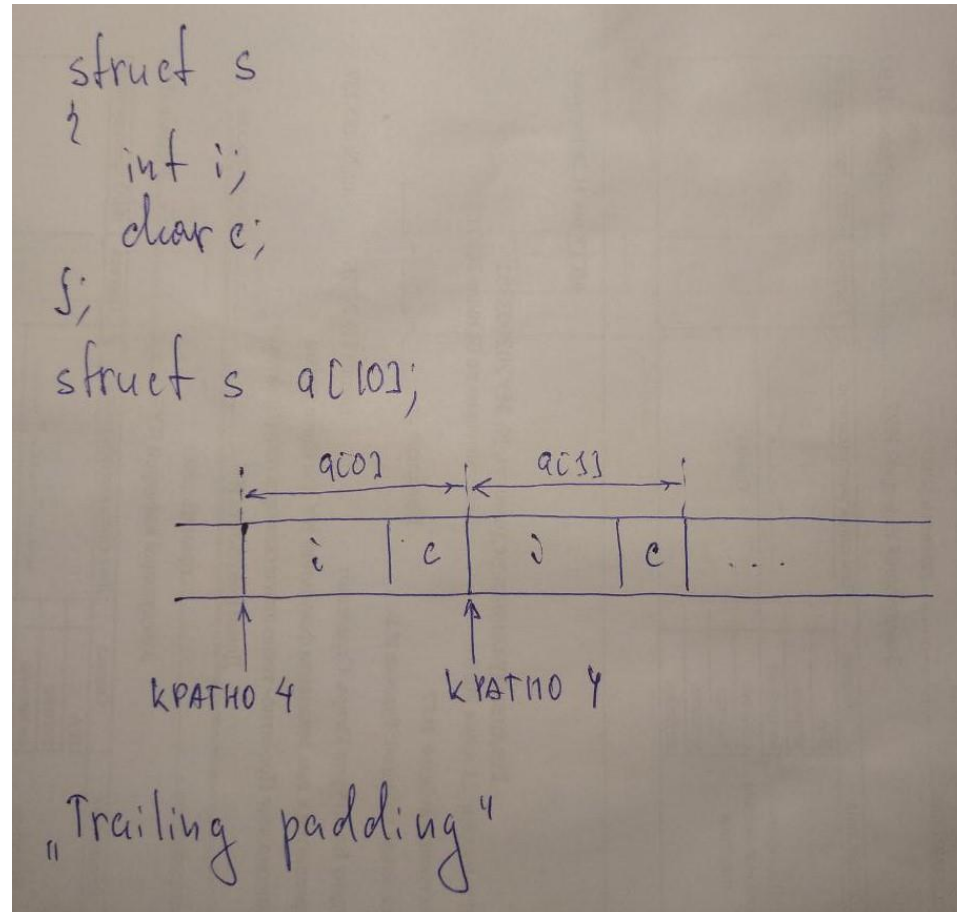 struct s
{
int i;
char c;
};
struct s a[10];
a[0] a[1]
i c i c ....
КРАТНО 4 КРАТНО 4
„Trailing padding"